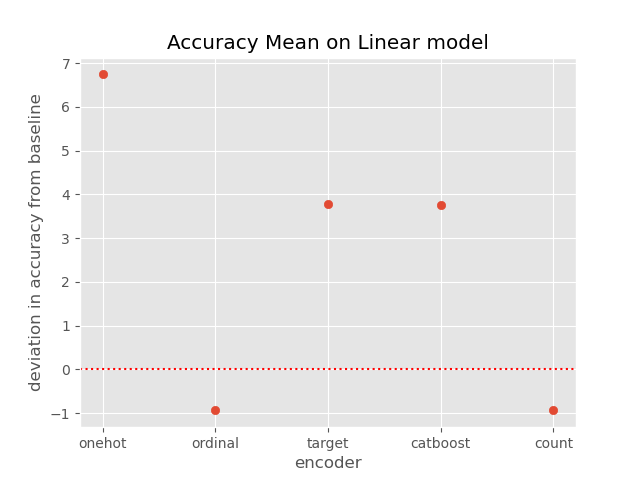 Accuracy Mean on Linear model
deviation in accuracy from baseline
7
6
5
4
3
2
1
0
−1
onehot ordinal target catboost count
encoder